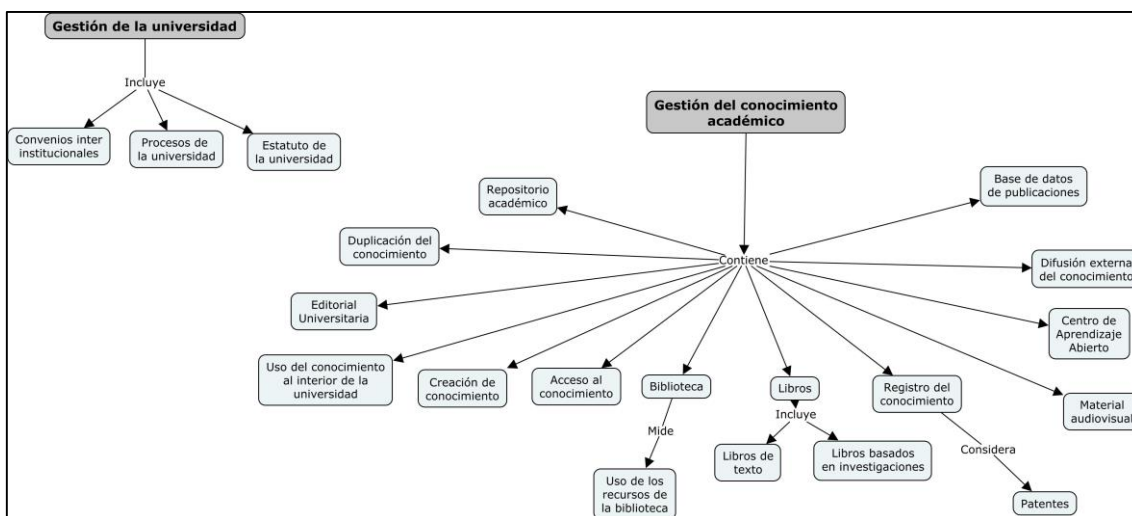 Gestión de la universidad
Incluye
Convenios inter
institucionales
Procesos de
la universidad
Estatuto de
la universidad
Gestión del conocimiento
académico
Contiene
Repositorio
académico
Base de datos
de publicaciones
Duplicación del
conocimiento
Difusión externa
del conocimiento
Editorial
Universitaria
Centro de
Aprendizaje
Abierto
Uso del conocimiento
al interior de la
universidad
Creación de
conocimiento
Acceso al
conocimiento
Biblioteca
Libros
Registro del
conocimiento
Material
audiovisual
Mide
Incluye
Considera
Uso de los
recursos de
la biblioteca
Libros de
texto
Libros basados
en investigaciones
Patentes